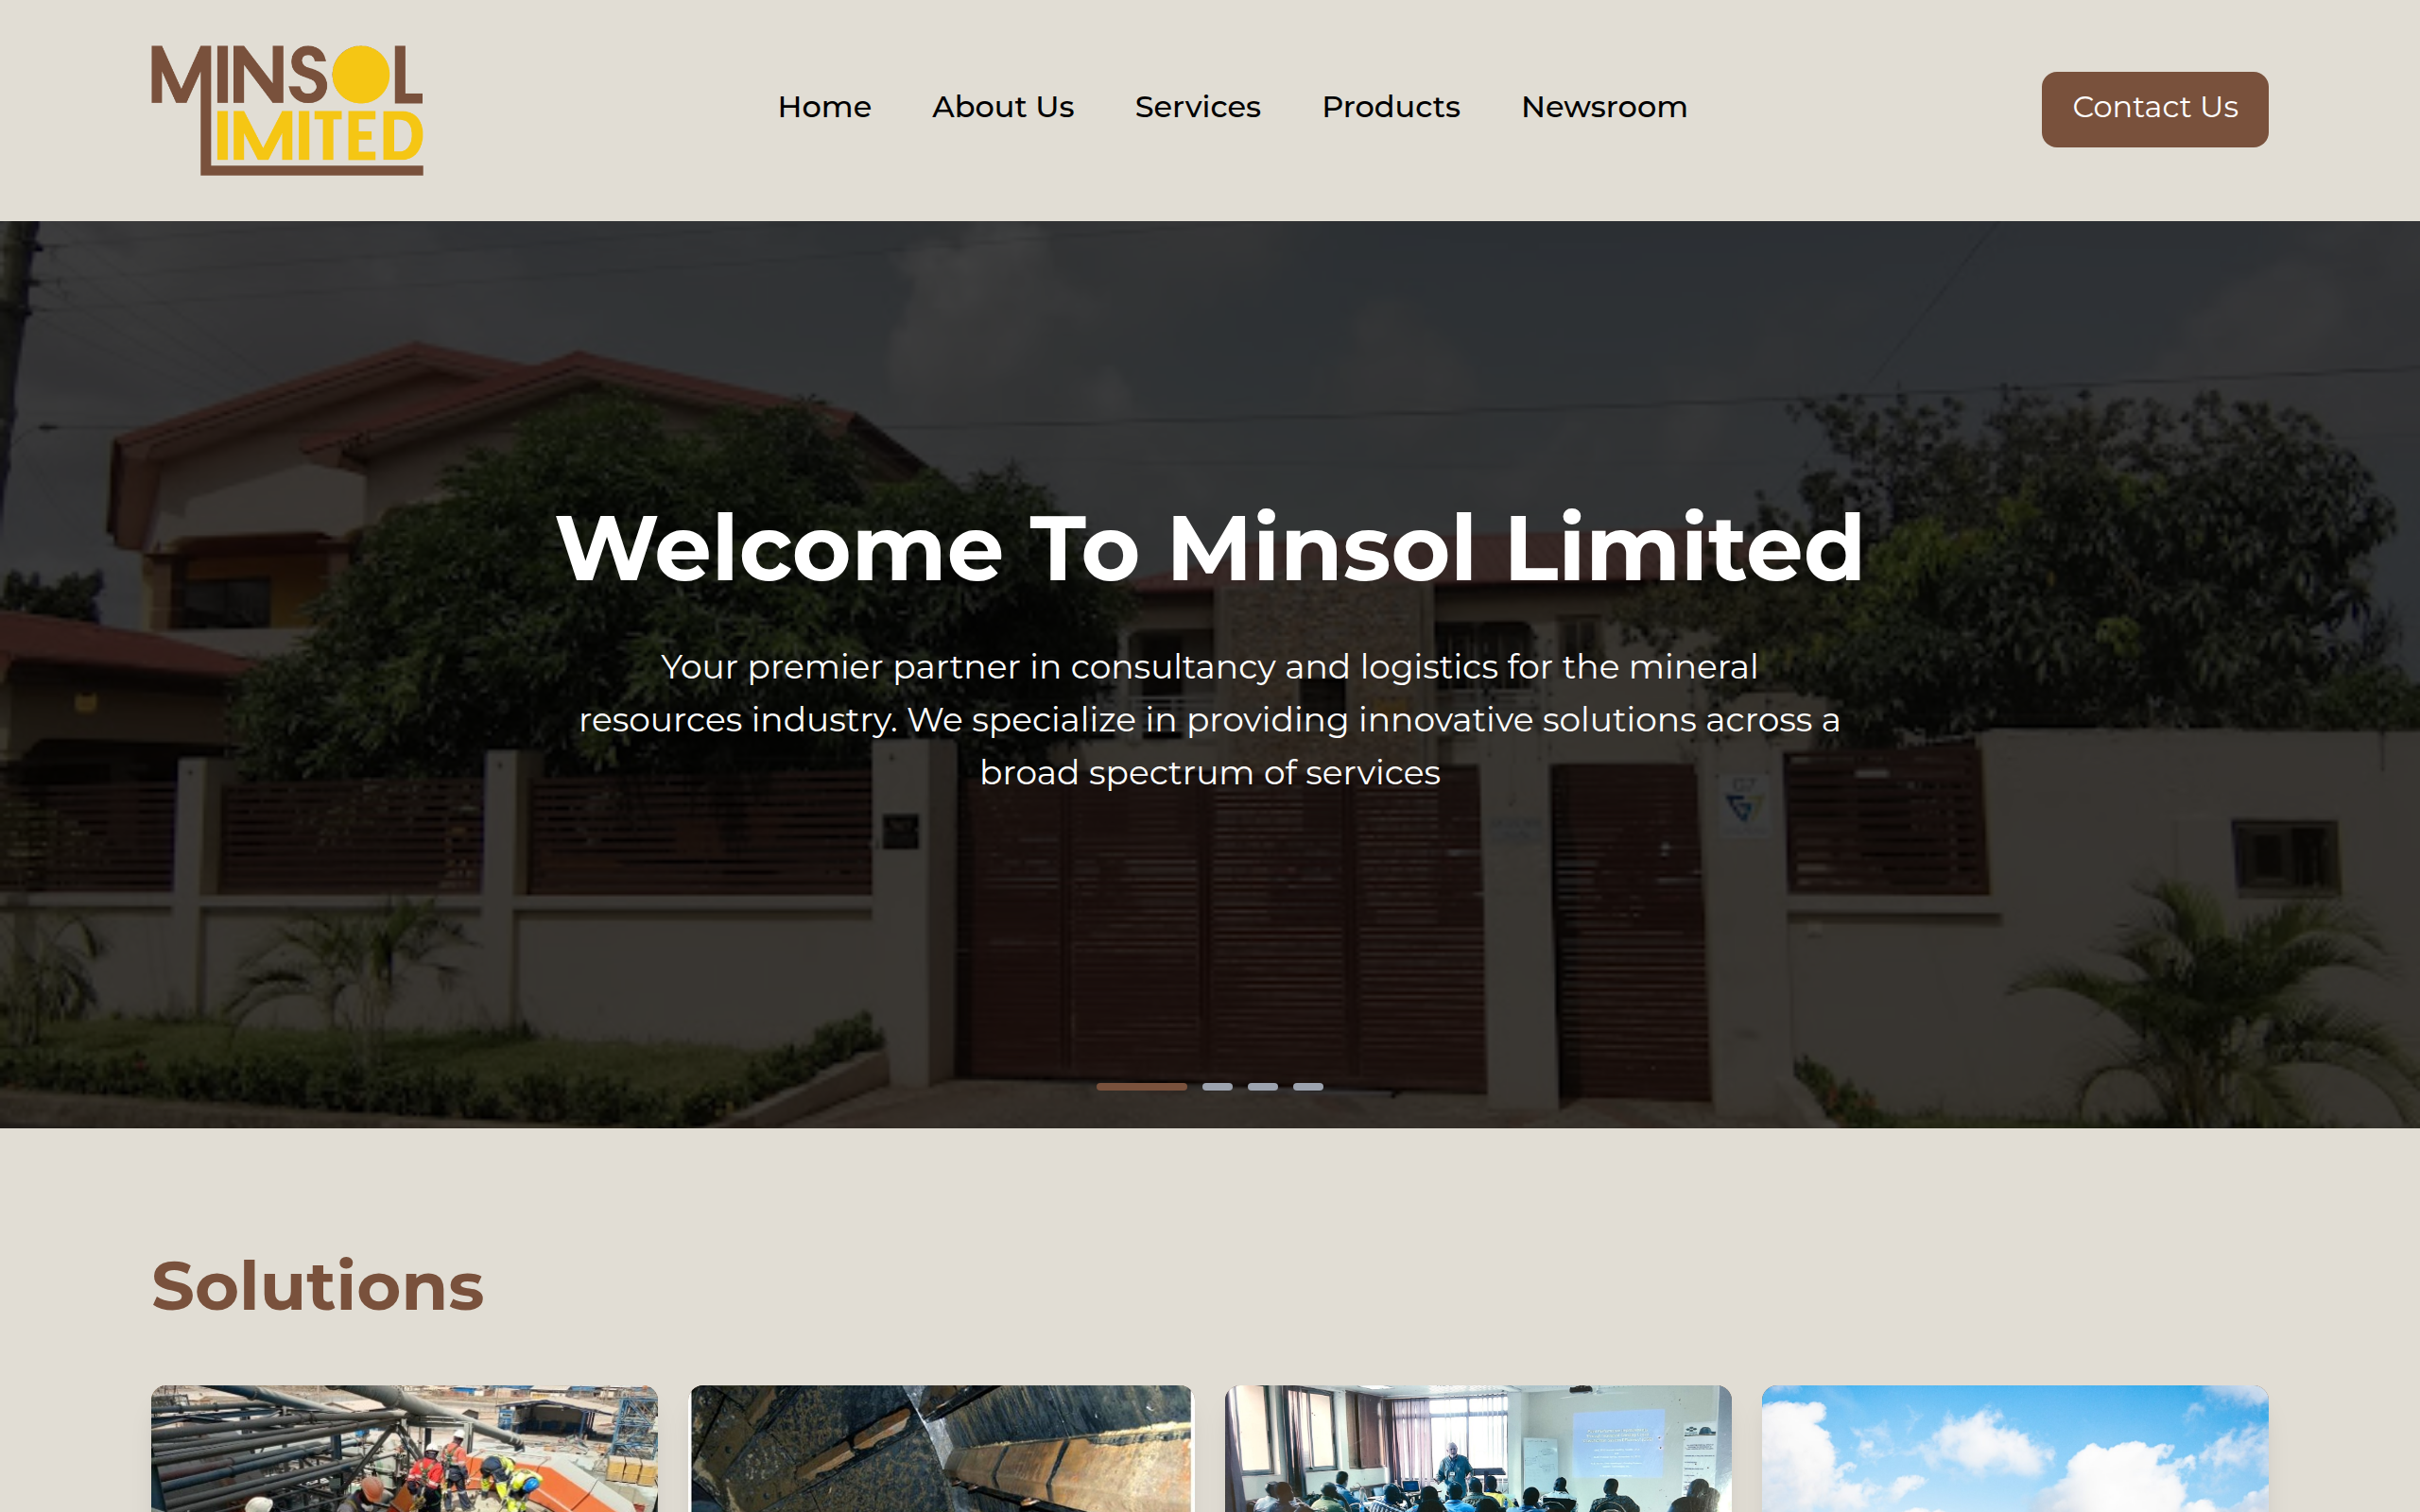 MINSOL
LIMITED
Home
About Us
Services
Products
Newsroom
Contact Us
Welcome To Minsol Limited
Your premier partner in consultancy and logistics for the mineral
resources industry. We specialize in providing innovative solutions across a
broad spectrum of services
Solutions